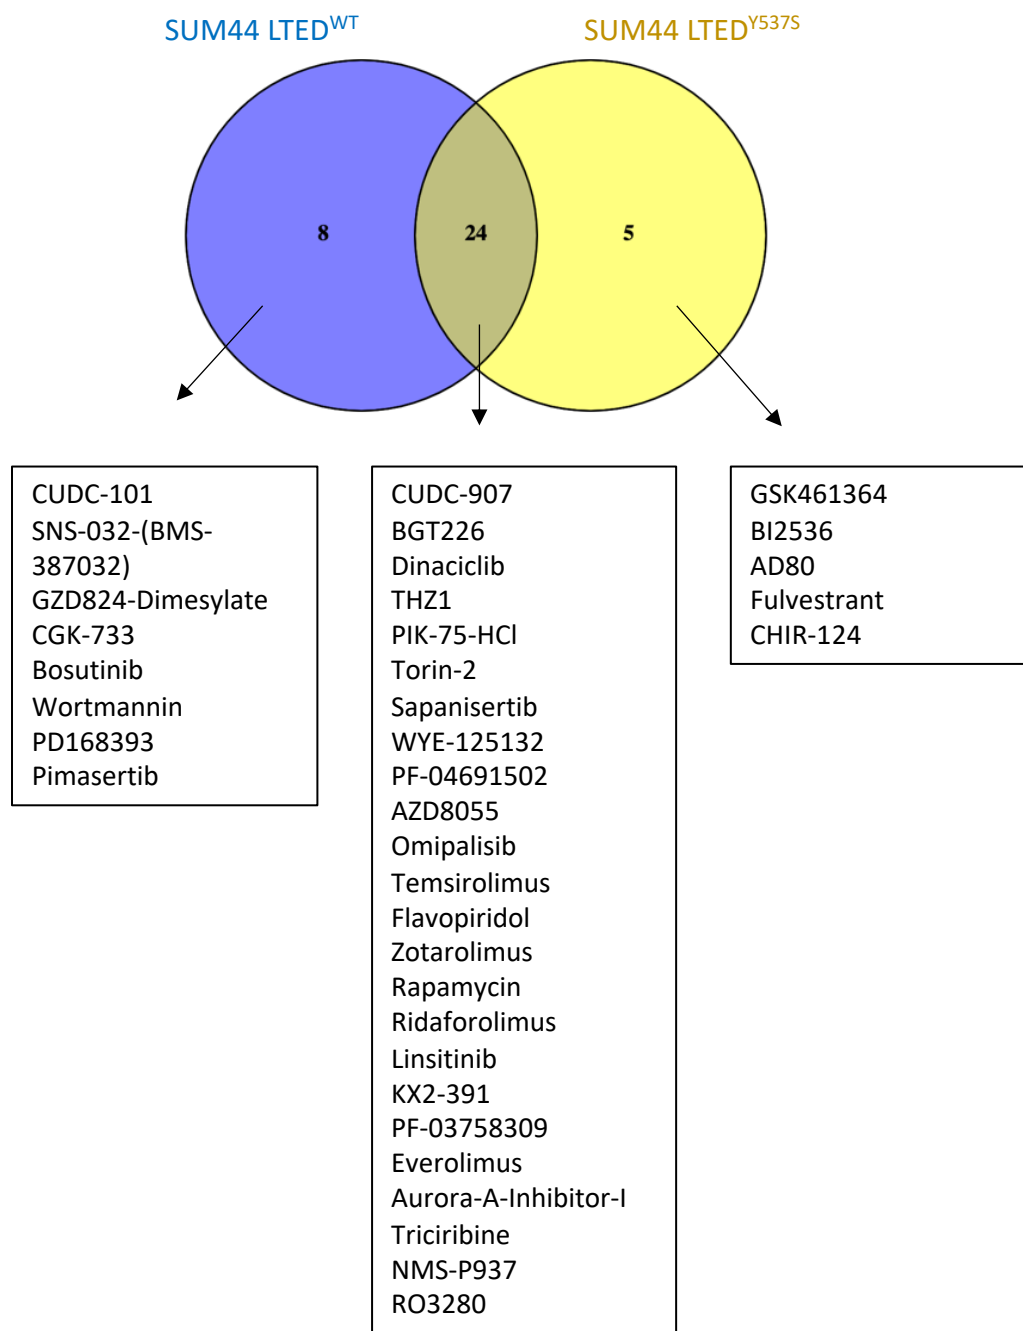 SUM44 LTEDWT
SUM44 LTEDY537S
8
24
5
CUDC-101
SNS-032-(BMS-
387032)
GZD824-Dimesylate
CGK-733
Bosutinib
Wortmannin
PD168393
Pimasertib
CUDC-907
BGT226
Dinaciclib
THZ1
PIK-75-HCl
Torin-2
Sapanisertib
WYE-125132
PF-04691502
AZD8055
Omipalisib
Temsirolimus
Flavopiridol
Zotarolimus
Rapamycin
Ridaforolimus
Linsitinib
KX2-391
PF-03758309
Everolimus
Aurora-A-Inhibitor-I
Triciribine
NMS-P937
RO3280
GSK461364
BI2536
AD80
Fulvestrant
CHIR-124